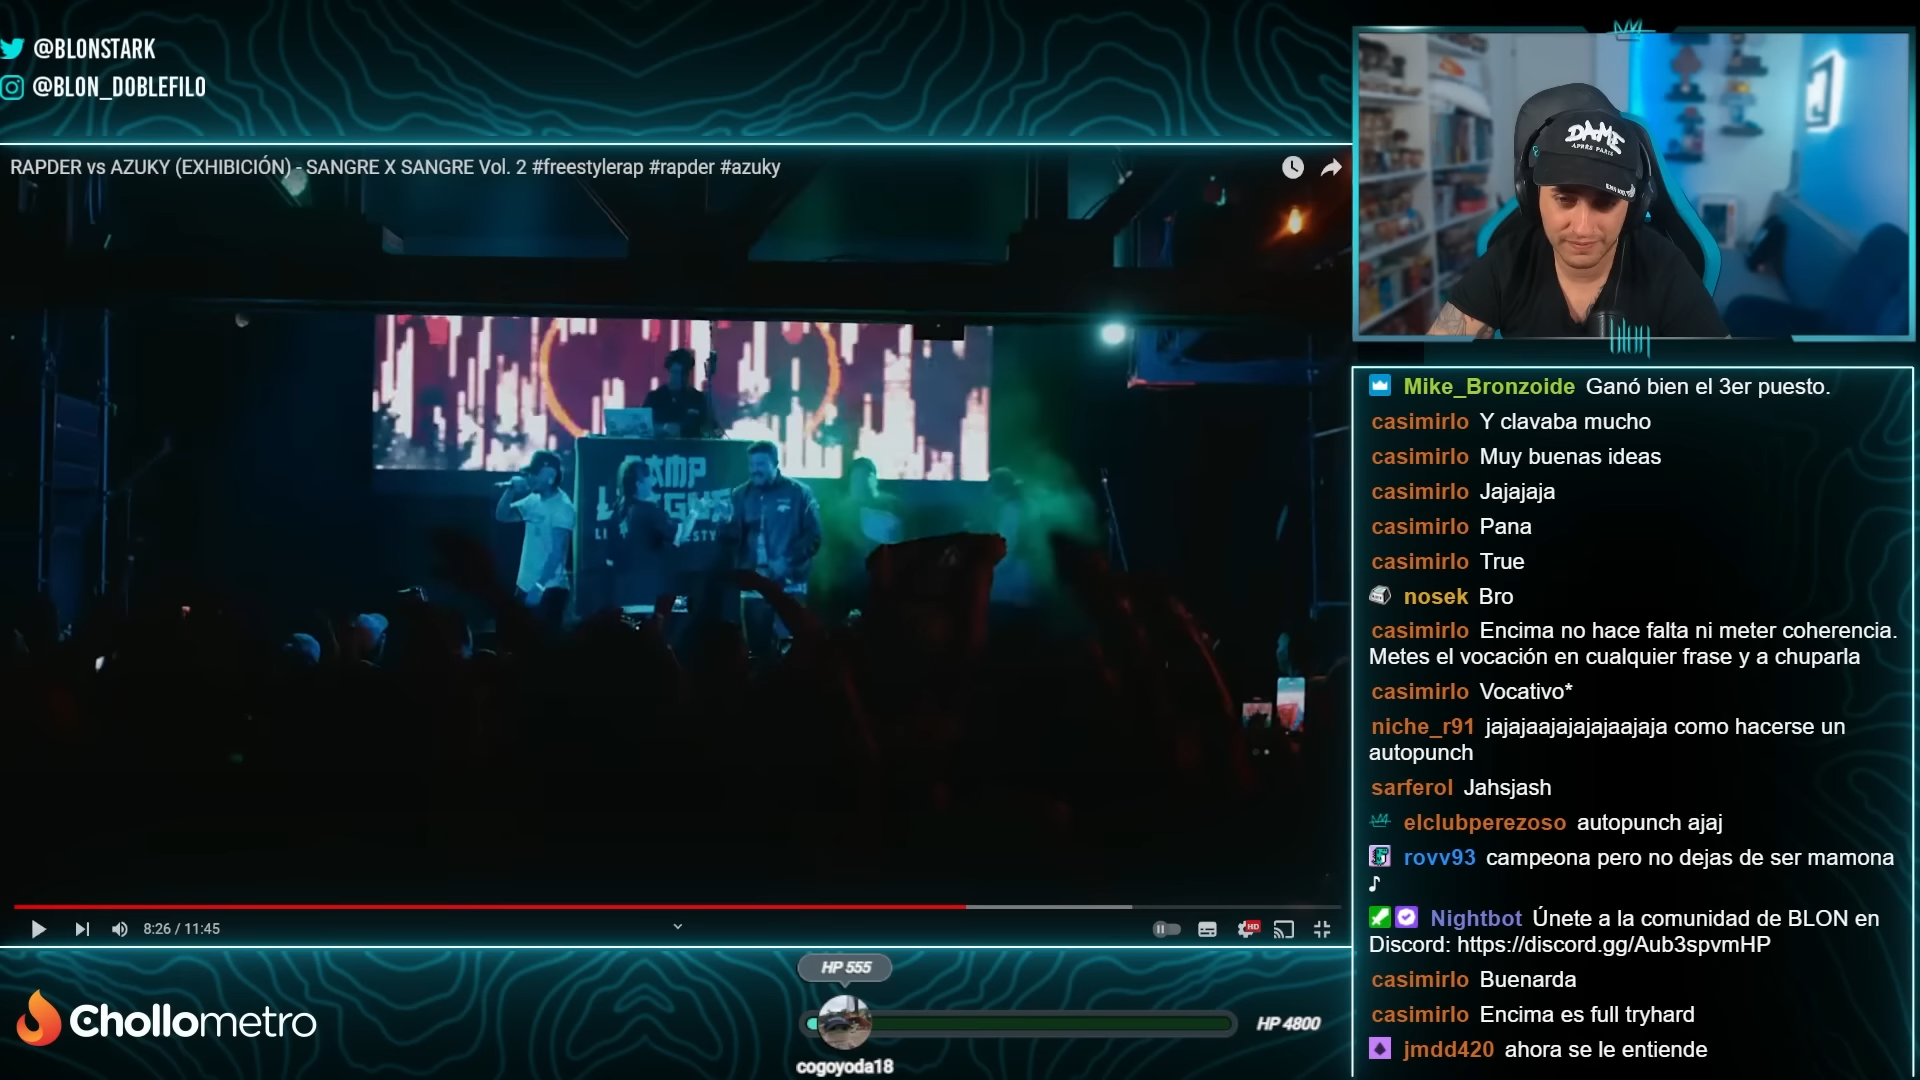 @BLONSTARK
@BLON_DOBLEFILO
RAPDER vs AZUKY (EXHIBICIÓN) - SANGRE X SANGRE Vol. 2 #freestylerap #rapder #azuky
DAME
APRÈS PARIS
Mike_Bronzoide Ganó bien el 3er puesto.
casimirlo Y clavaba mucho
casimirlo Muy buenas ideas
casimirlo Jajajaja
casimirlo Pana
casimirlo True
nosek Bro
casimirlo Encima no hace falta ni meter coherencia.
Metes el vocación en cualquier frase y a chuparla
casimirlo Vocativo*
niche_r91 jajajaajajajajaajaja como hacerse un
autopunch
sarferol Jahsjash
elclubperezoso autopunch ajaj
rovv93 campeona pero no dejas de ser mamona
♪
Nightbot Únete a la comunidad de BLON en
Discord: https://discord.gg/Aub3spvmHP
casimirlo Buenarda
casimirlo Encima es full tryhard
jmdd420 ahora se le entiende
8:26 / 11:45
HD
HP 555
HP 4800
cogoyoda18
Chollometro